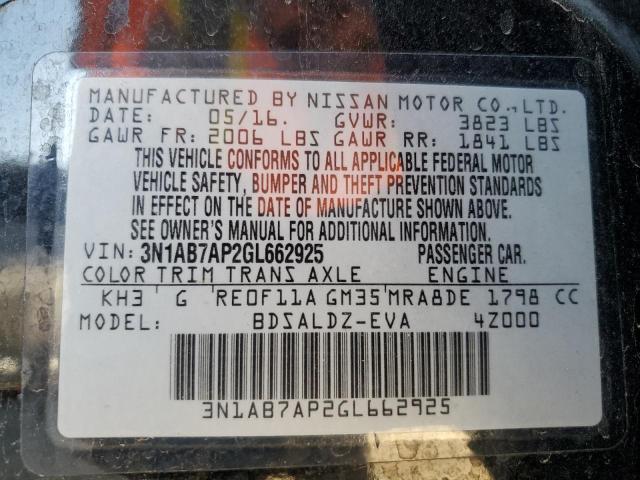 MANUFACTURED BY NISSAN MOTOR CO.,LTD.
DATE: 05/16. GVWR: 3823 LBS
GAWR FR: 2006 LBS GAWR RR: 1841 LBS
THIS VEHICLE CONFORMS TO ALL APPLICABLE FEDERAL MOTOR
VEHICLE SAFETY, BUMPER AND THEFT PREVENTION STANDARDS
IN EFFECT ON THE DATE OF MANUFACTURE SHOWN ABOVE.
SEE OWNER'S MANUAL FOR ADDITIONAL INFORMATION.
VIN: 3N1AB7AP2GL662925 PASSENGER CAR.
COLOR TRIM TRANS AXLE ENGINE
KH3 G RE0F11A GM35 MRA8DE 1798 CC
MODEL: BDSALDZ-EVA 4Z000
3N1AB7AP2GL662925